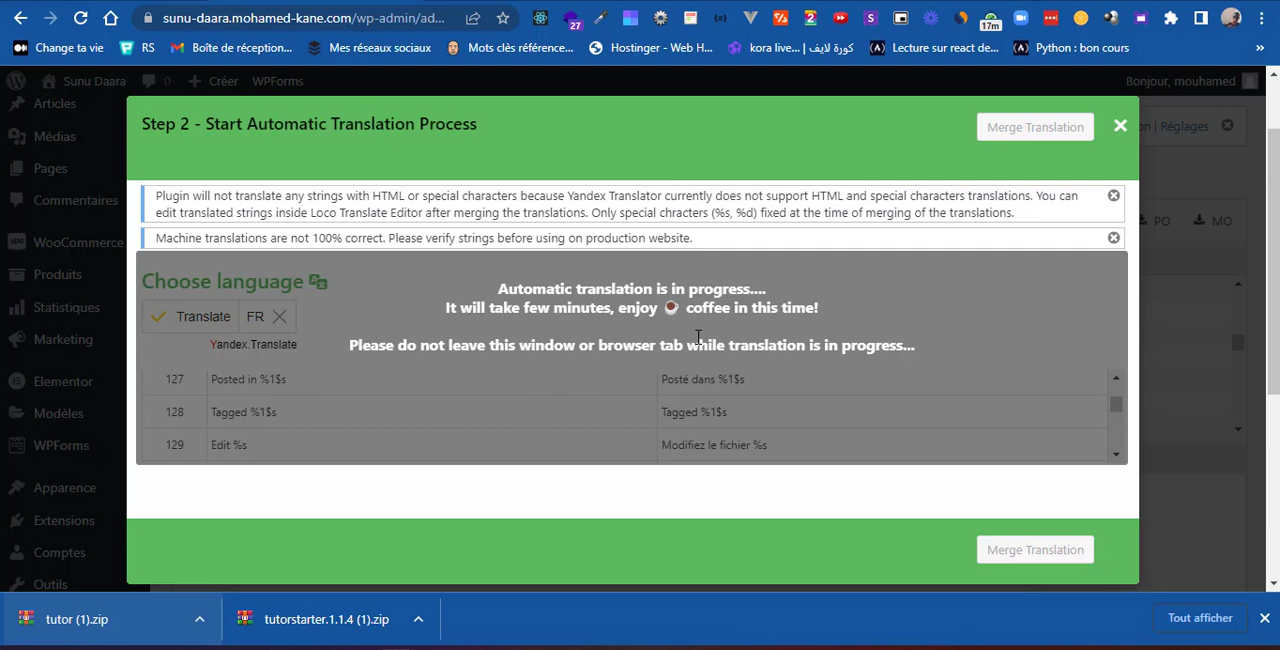 sunu-daara.mohamed-kane.com/wp-admin/ad...
27
17m
Change ta vie
RS
Boîte de réception...
Mes réseaux sociaux
Mots clés référence...
Hostinger - Web H...
kora live... | كورة لايف
Lecture sur react de...
Python : bon cours
»
Sunu Daara
0
Créer
WPForms
Bonjour, mouhamed
Articles
Médias
Pages
Commentaires
WooCommerce
Produits
Statistiques
Marketing
Elementor
Modèles
WPForms
Apparence
Extensions
Comptes
Outils
on | Réglages
PO
MO
Step 2 - Start Automatic Translation Process
Merge Translation
Plugin will not translate any strings with HTML or special characters because Yandex Translator currently does not support HTML and special characters translations. You can
edit translated strings inside Loco Translate Editor after merging the translations. Only special chracters (%s, %d) fixed at the time of merging of the translations.
Machine translations are not 100% correct. Please verify strings before using on production website.
Choose language
Automatic translation is in progress....
It will take few minutes, enjoy ☕ coffee in this time!
Please do not leave this window or browser tab while translation is in progress...
Translate FR
Yandex.Translate
127 Posted in %1$s Posté dans %1$s
128 Tagged %1$s Tagged %1$s
129 Edit %s Modifiez le fichier %s
Merge Translation
tutor (1).zip
tutorstarter.1.1.4 (1).zip
Tout afficher